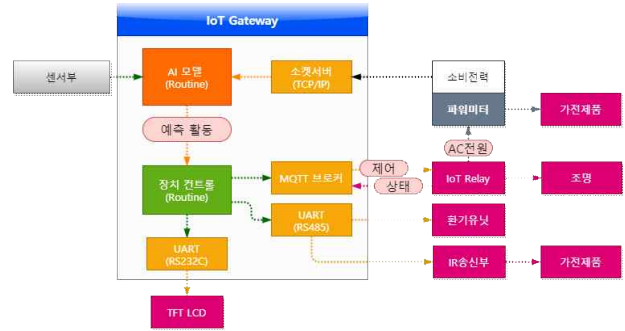 IoT Gateway
센서부
AI 모델
(Routine)
소켓서버
(TCP/IP)
소비전력
파워미터
가전제품
예측 활동
AC전원
장치 컨트롤
(Routine)
MQTT 브로커
제어
상태
IoT Relay
조명
UART
(RS485)
환기유닛
UART
(RS232C)
IR송신부
가전제품
TFT LCD